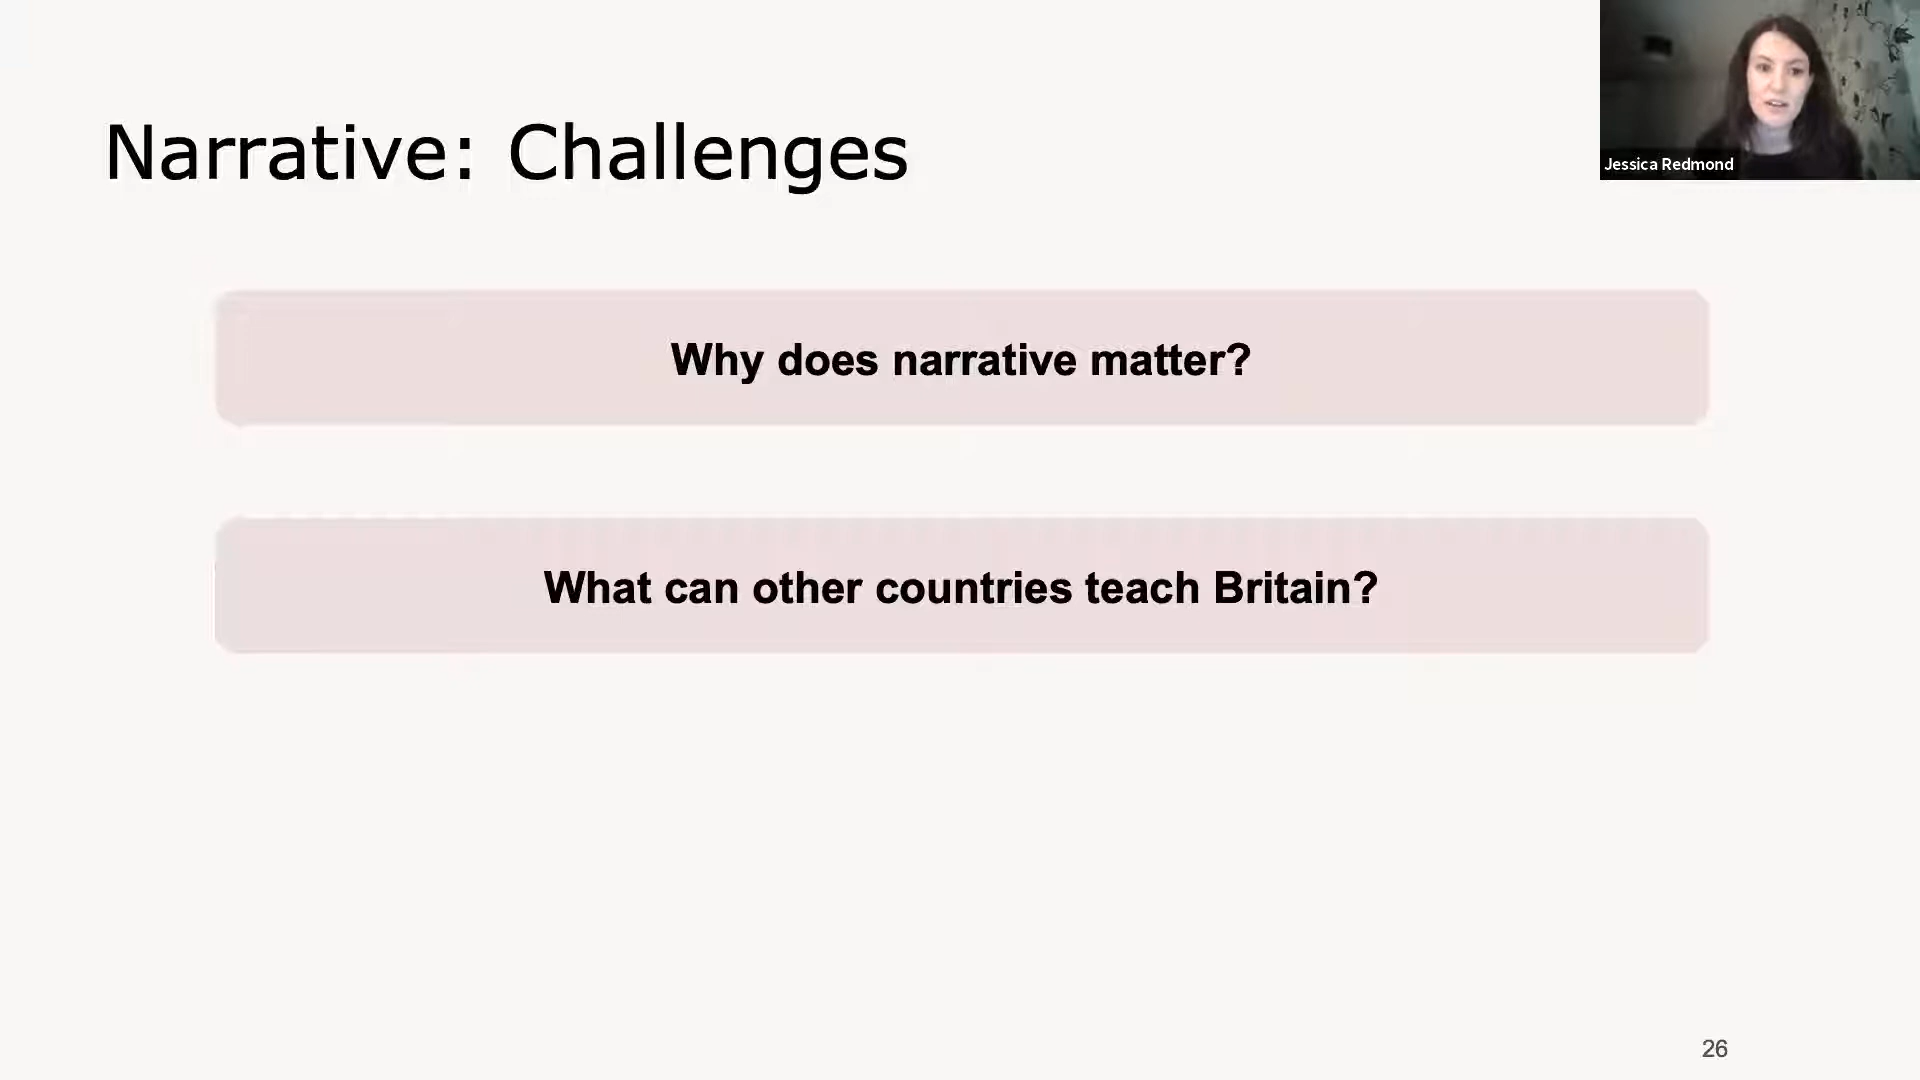 Narrative: Challenges
Jessica Redmond
Why does narrative matter?
What can other countries teach Britain?
26